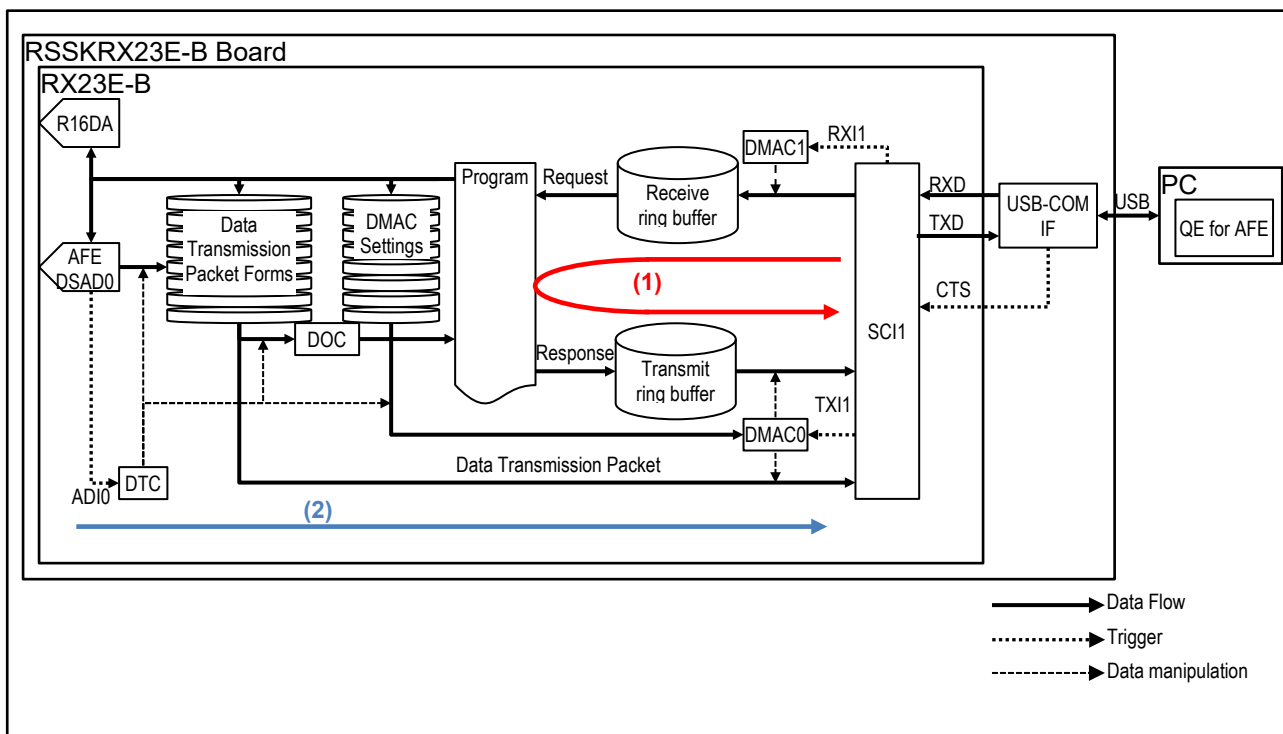 RSSKRX23E-B Board
RX23E-B
R16DA
AFE
DSAD0
ADI0
DTC
Data
Transmission
Packet Forms
DMAC
Settings
DOC
Program
Request
Receive
ring buffer
DMAC1
RXI1
(1)
Response
Transmit
ring buffer
TXI1
DMAC0
Data Transmission Packet
(2)
SCI1
RXD
TXD
CTS
USB-COM
IF
USB
PC
QE for AFE
Data Flow
Trigger
Data manipulation